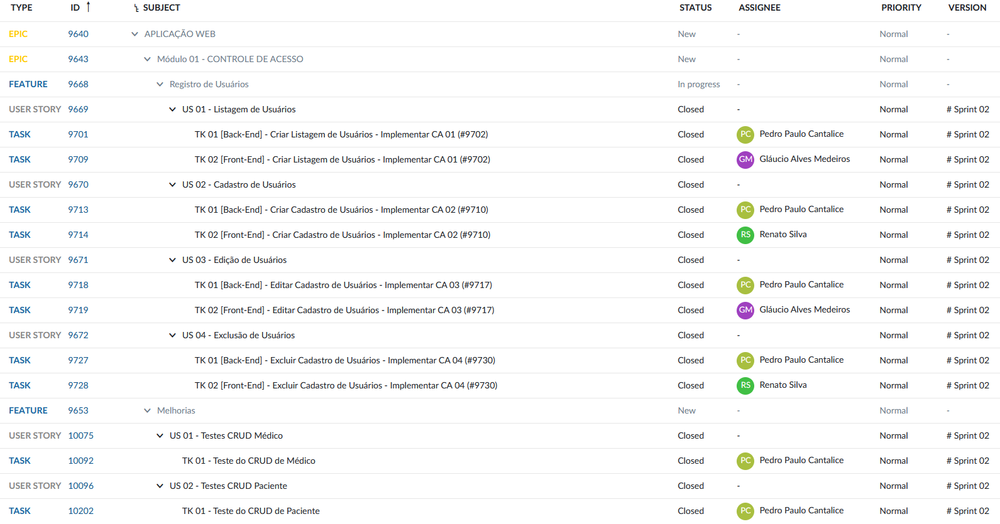 TYPE ID SUBJECT STATUS ASSIGNEE PRIORITY VERSION
EPIC 9640 APLICAÇÃO WEB New - Normal -
EPIC 9643 Módulo 01 - CONTROLE DE ACESSO New - Normal -
FEATURE 9668 Registro de Usuários In progress - Normal -
USER STORY 9669 US 01 - Listagem de Usuários Closed - Normal # Sprint 02
TASK 9701 TK 01 [Back-End] - Criar Listagem de Usuários - Implementar CA 01 (#9702) Closed PC Pedro Paulo Cantalice Normal # Sprint 02
TASK 9709 TK 02 [Front-End] - Criar Listagem de Usuários - Implementar CA 01 (#9702) Closed GM Gláucio Alves Medeiros Normal # Sprint 02
USER STORY 9670 US 02 - Cadastro de Usuários Closed - Normal # Sprint 02
TASK 9713 TK 01 [Back-End] - Criar Cadastro de Usuários - Implementar CA 02 (#9710) Closed PC Pedro Paulo Cantalice Normal # Sprint 02
TASK 9714 TK 02 [Front-End] - Criar Cadastro de Usuários - Implementar CA 02 (#9710) Closed RS Renato Silva Normal # Sprint 02
USER STORY 9671 US 03 - Edição de Usuários Closed - Normal # Sprint 02
TASK 9718 TK 01 [Back-End] - Editar Cadastro de Usuários - Implementar CA 03 (#9717) Closed PC Pedro Paulo Cantalice Normal # Sprint 02
TASK 9719 TK 02 [Front-End] - Editar Cadastro de Usuários - Implementar CA 03 (#9717) Closed GM Gláucio Alves Medeiros Normal # Sprint 02
USER STORY 9672 US 04 - Exclusão de Usuários Closed - Normal # Sprint 02
TASK 9727 TK 01 [Back-End] - Excluir Cadastro de Usuários - Implementar CA 04 (#9730) Closed PC Pedro Paulo Cantalice Normal # Sprint 02
TASK 9728 TK 02 [Front-End] - Excluir Cadastro de Usuários - Implementar CA 04 (#9730) Closed RS Renato Silva Normal # Sprint 02
FEATURE 9653 Melhorias New - Normal -
USER STORY 10075 US 01 - Testes CRUD Médico Closed - Normal # Sprint 02
TASK 10092 TK 01 - Teste do CRUD de Médico Closed PC Pedro Paulo Cantalice Normal # Sprint 02
USER STORY 10096 US 02 - Testes CRUD Paciente Closed - Normal # Sprint 02
TASK 10202 TK 01 - Teste do CRUD de Paciente Closed PC Pedro Paulo Cantalice Normal # Sprint 02